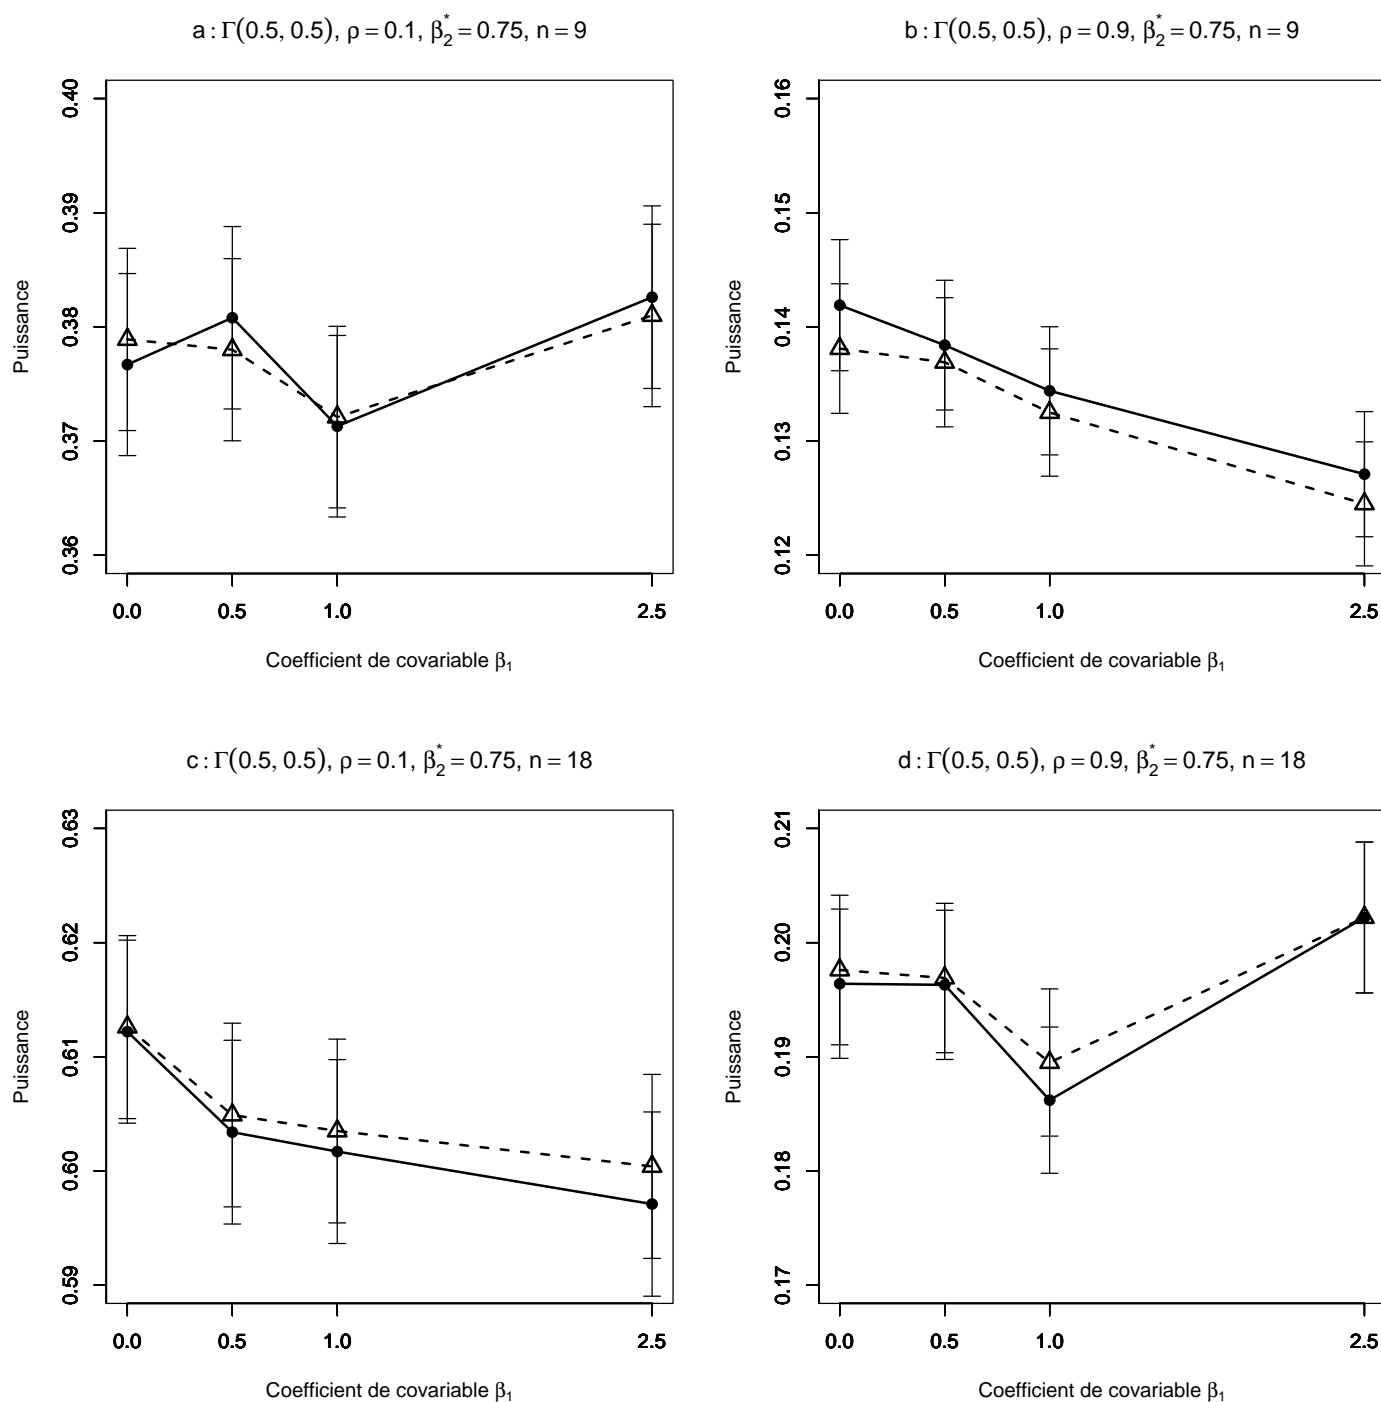 a : Γ(0.5, 0.5), ρ = 0.1, β₂* = 0.75, n = 9
Puissance
0.40
0.39
0.38
0.37
0.36
0.0 0.5 1.0 2.5
Coefficient de covariable β₁
b : Γ(0.5, 0.5), ρ = 0.9, β₂* = 0.75, n = 9
Puissance
0.16
0.15
0.14
0.13
0.12
0.0 0.5 1.0 2.5
Coefficient de covariable β₁
c : Γ(0.5, 0.5), ρ = 0.1, β₂* = 0.75, n = 18
Puissance
0.63
0.62
0.61
0.60
0.59
0.0 0.5 1.0 2.5
Coefficient de covariable β₁
d : Γ(0.5, 0.5), ρ = 0.9, β₂* = 0.75, n = 18
Puissance
0.21
0.20
0.19
0.18
0.17
0.0 0.5 1.0 2.5
Coefficient de covariable β₁